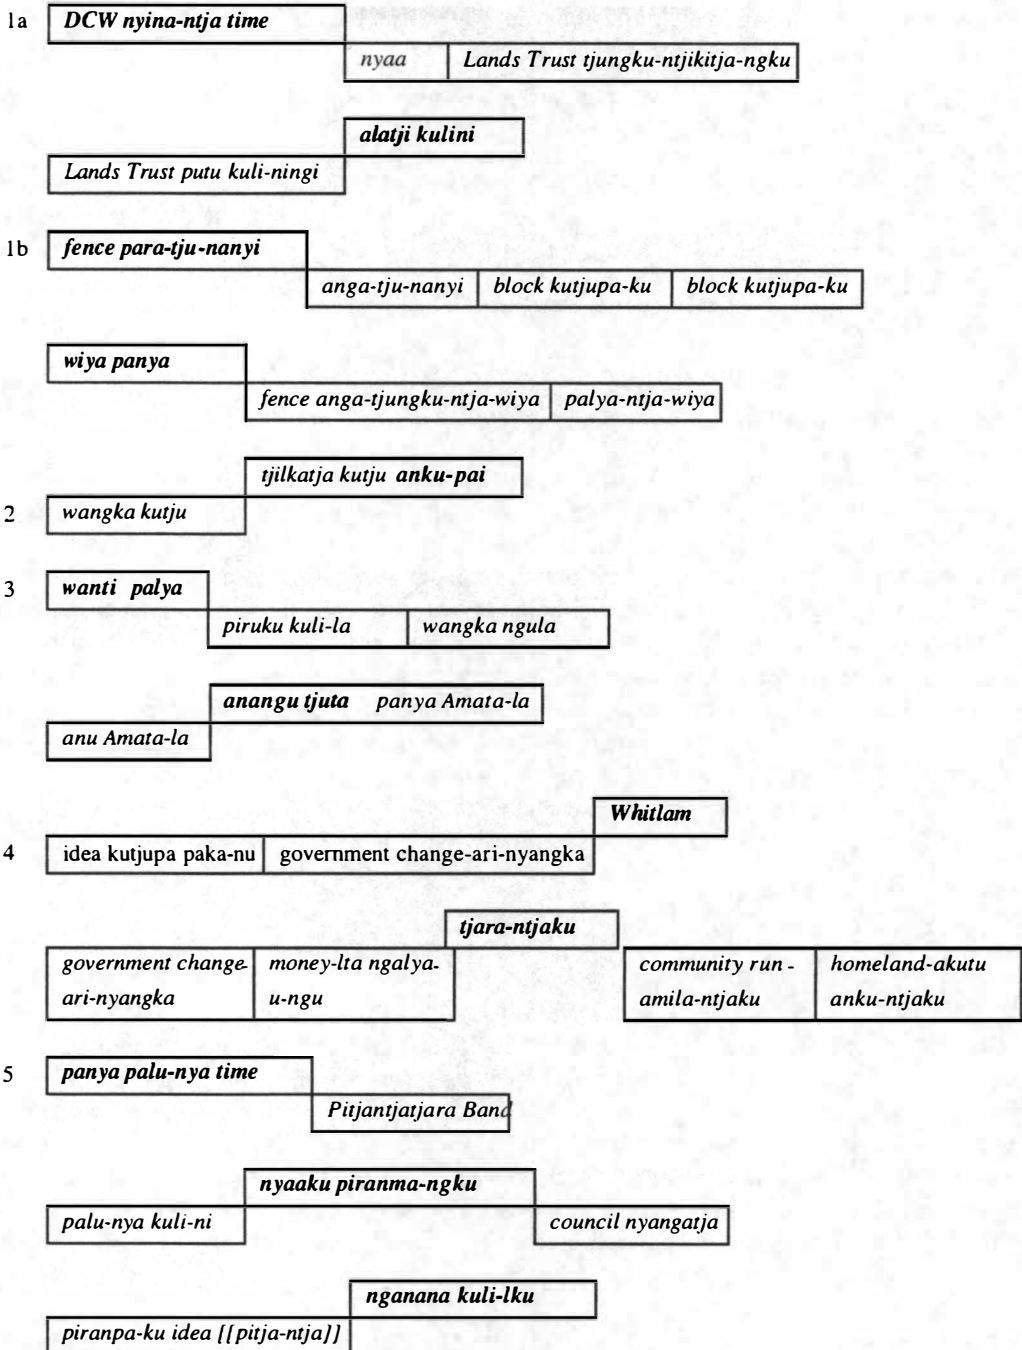 1a DCW nyina-ntja time
nyaa Lands Trust tjungku-ntjikitja-ngku
alatji kulini
Lands Trust putu kuli-ningi
1b fence para-tju-nanyi
anga-tju-nanyi block kutjupa-ku block kutjupa-ku
wiya panya
fence anga-tjungku-ntja-wiya palya-ntja-wiya
tjilkatja kutju anku-pai
2 wangka kutju
3 wanti palya
piruku kuli-la wangka ngula
anangu tjuta panya Amata-la
anu Amata-la
Whitlam
4 idea kutjupa paka-nu government change-ari-nyangka
tjara-ntjaku
government change- money-lta ngalya- community run - homeland-akutu
ari-nyangka u-ngu amila-ntjaku anku-ntjaku
5 panya palu-nya time
Pitjantjatjara Band
nyaaku piranma-ngku
palu-nya kuli-ni council nyangatja
nganana kuli-lku
piranpa-ku idea [[pitja-ntja]]